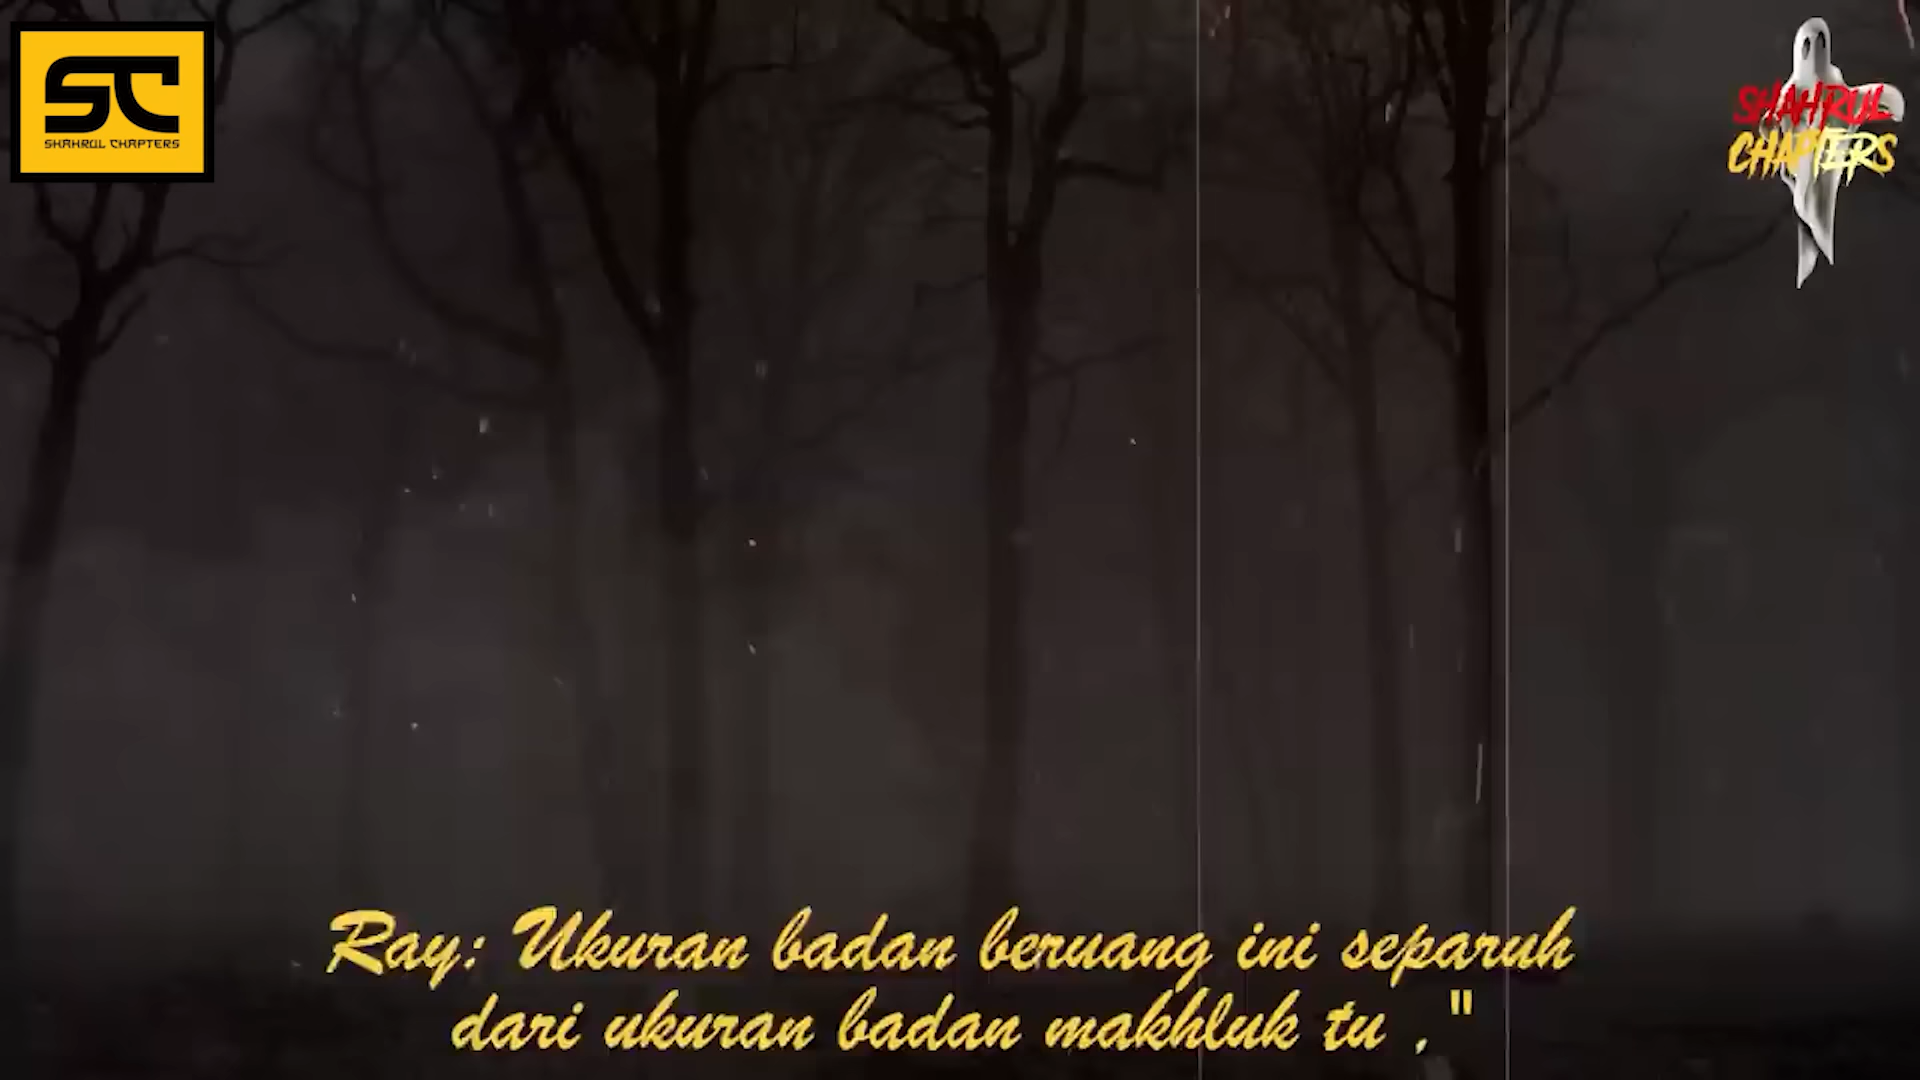 SC
SHAHRUL CHAPTERS
SHAHRUL
CHAPTERS
Ray: Ukuran badan beruang ini separuh
dari ukuran badan makhluk tu ."